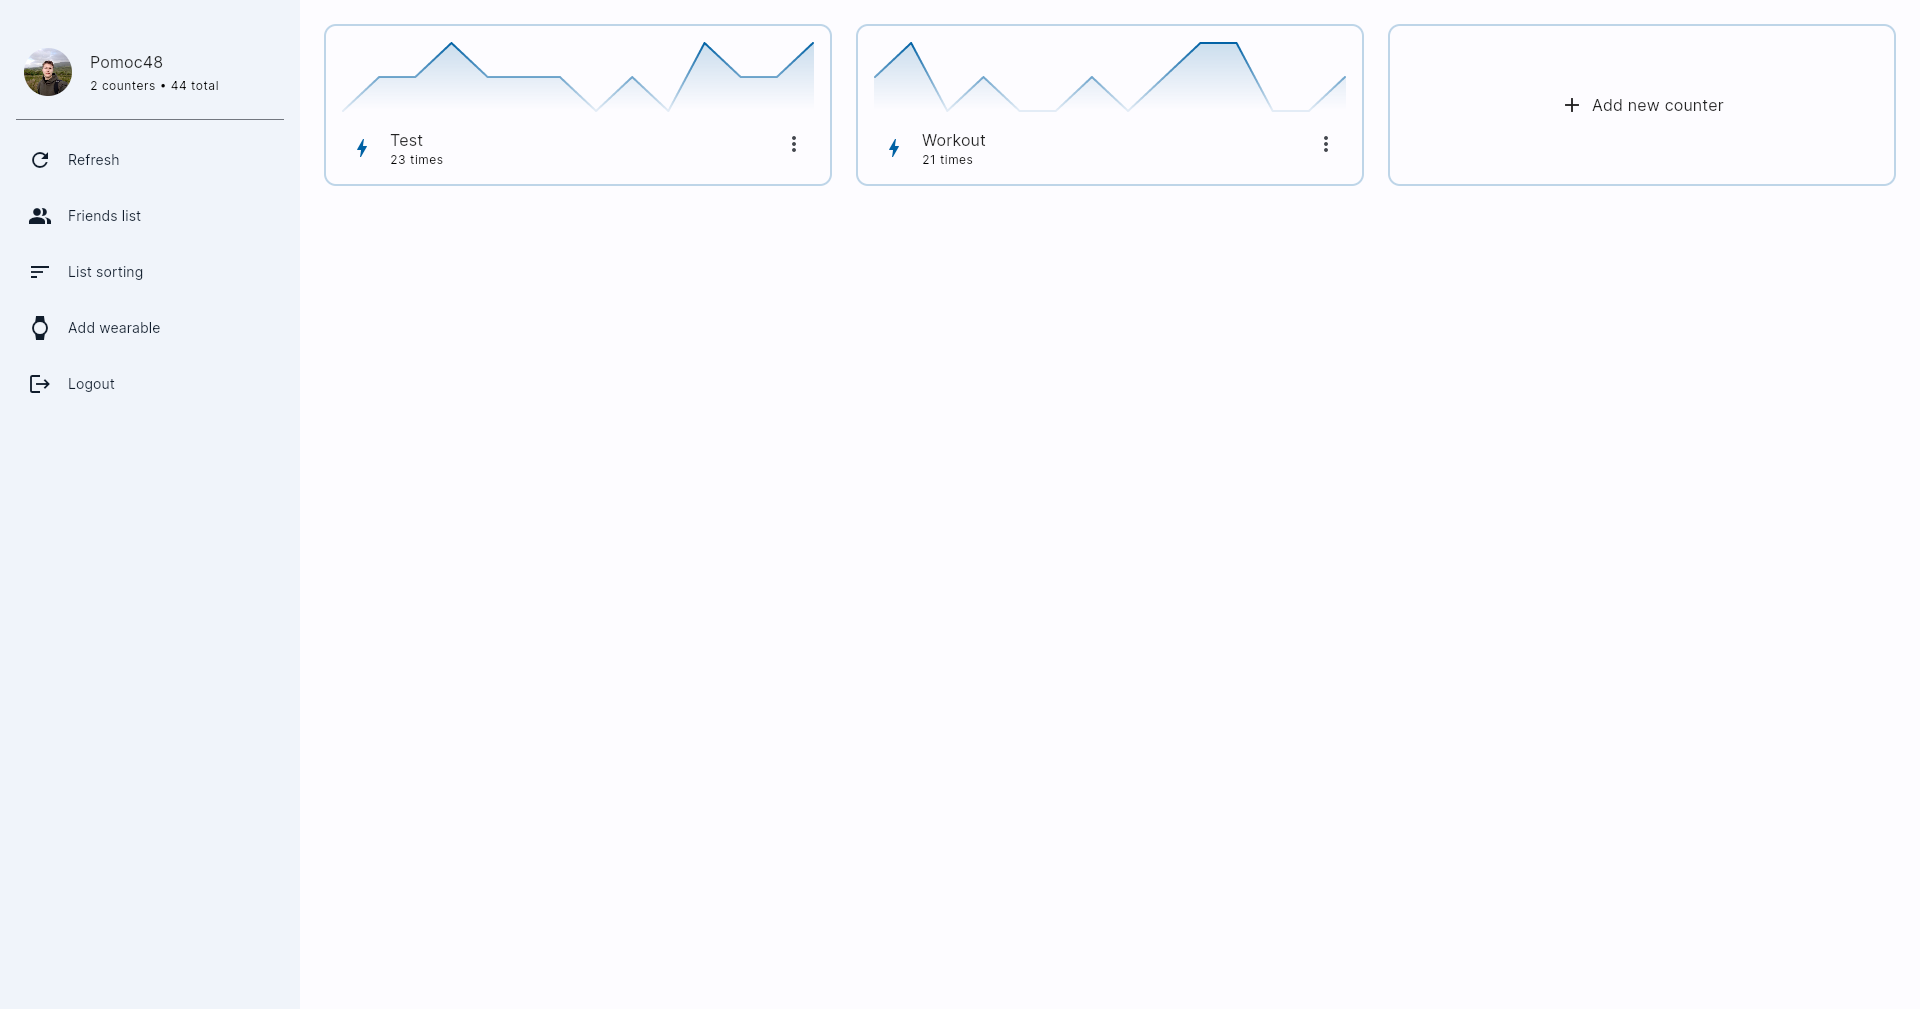 Pomoc48
2 counters • 44 total
Refresh
Friends list
List sorting
Add wearable
Logout
Test
23 times
Workout
21 times
Add new counter